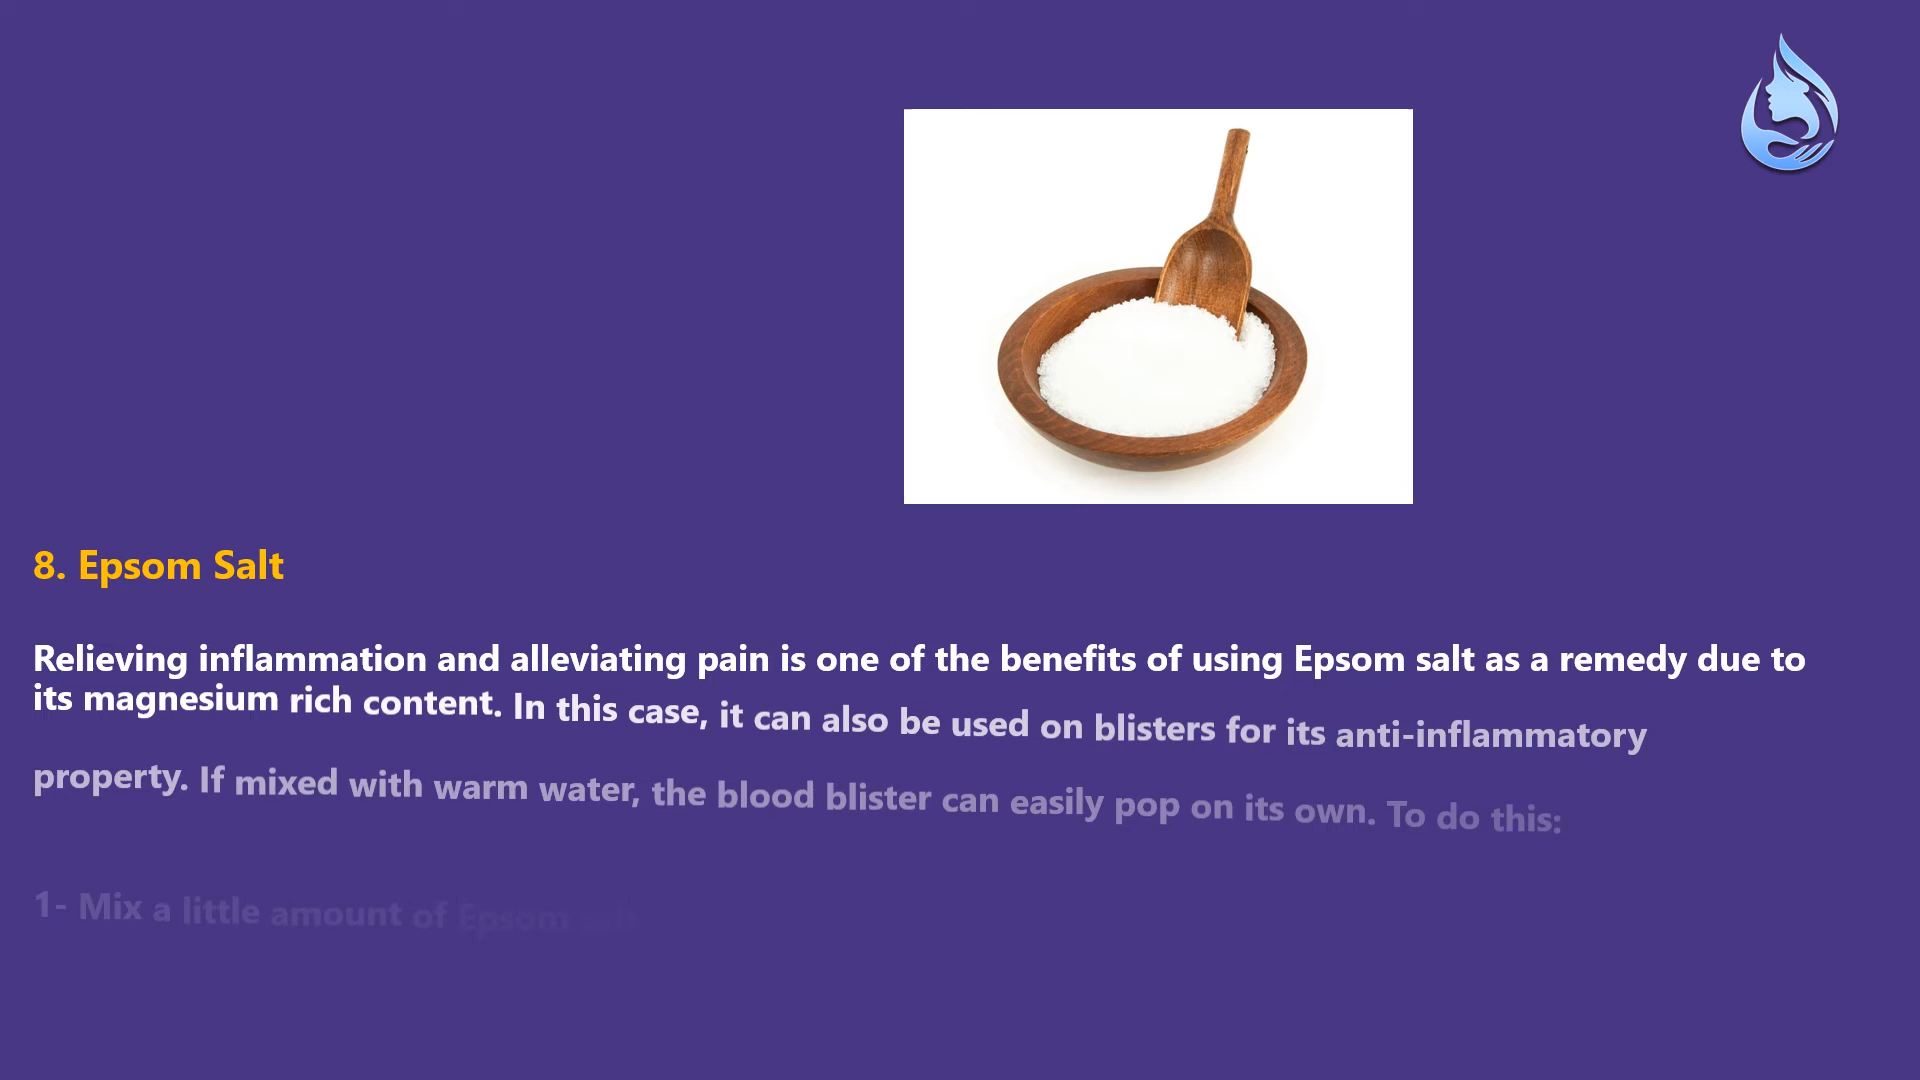 8. Epsom Salt
Relieving inflammation and alleviating pain is one of the benefits of using Epsom salt as a remedy due to
its magnesium rich content. In this case, it can also be used on blisters for its anti-inflammatory
property. If mixed with warm water, the blood blister can easily pop on its own. To do this:
1- Mix a little amount of Epsom